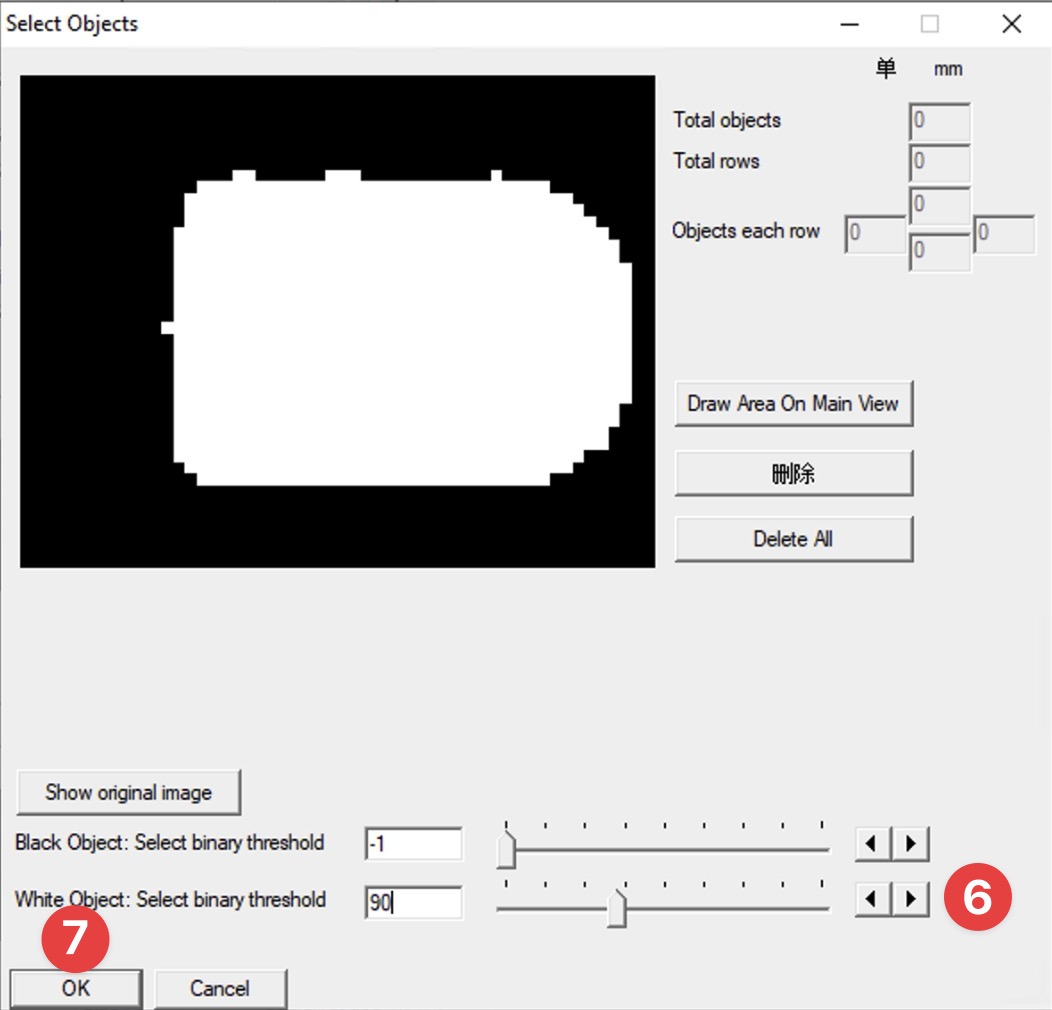 Select Objects
单 mm
Total objects 0
Total rows 0
0
Objects each row 0 0
0
Draw Area On Main View
删除
Delete All
Show original image
Black Object: Select binary threshold -1
White Object: Select binary threshold 90
6
7
OK Cancel